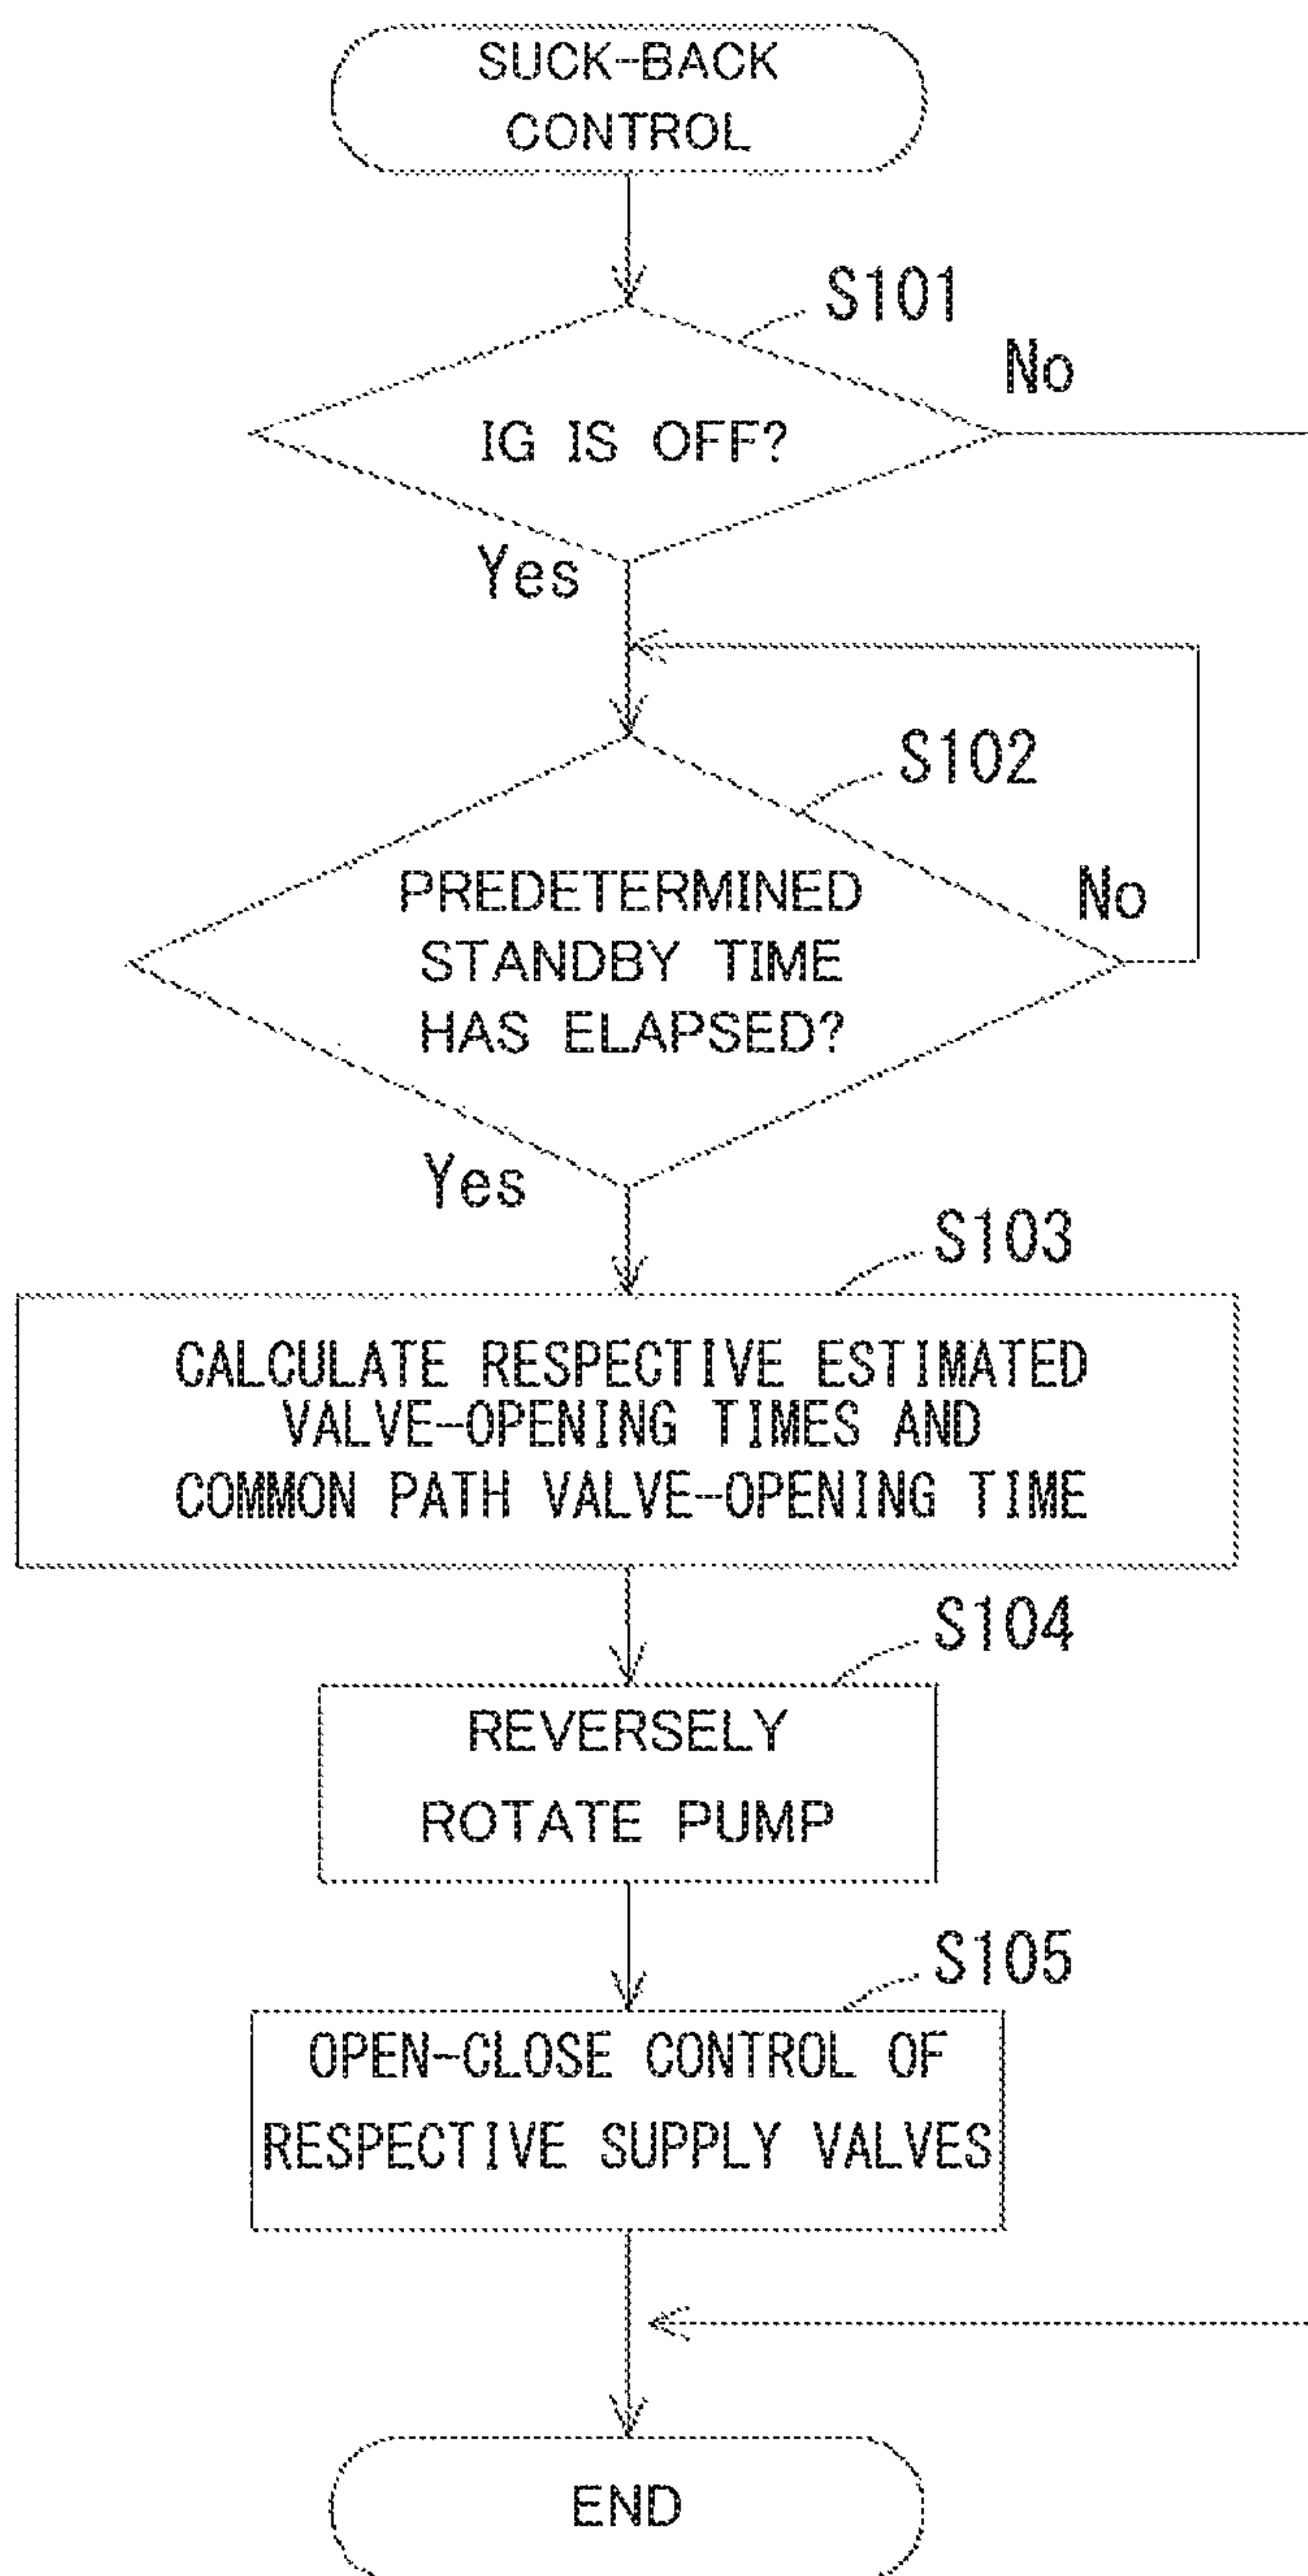 SUCK-BACK
CONTROL
S101
No
IG IS OFF?
Yes
S102
No
PREDETERMINED
STANDBY TIME
HAS ELAPSED?
Yes
S103
CALCULATE RESPECTIVE ESTIMATED
VALVE-OPENING TIMES AND
COMMON PATH VALVE-OPENING TIME
S104
REVERSELY
ROTATE PUMP
S105
OPEN-CLOSE CONTROL OF
RESPECTIVE SUPPLY VALVES
END